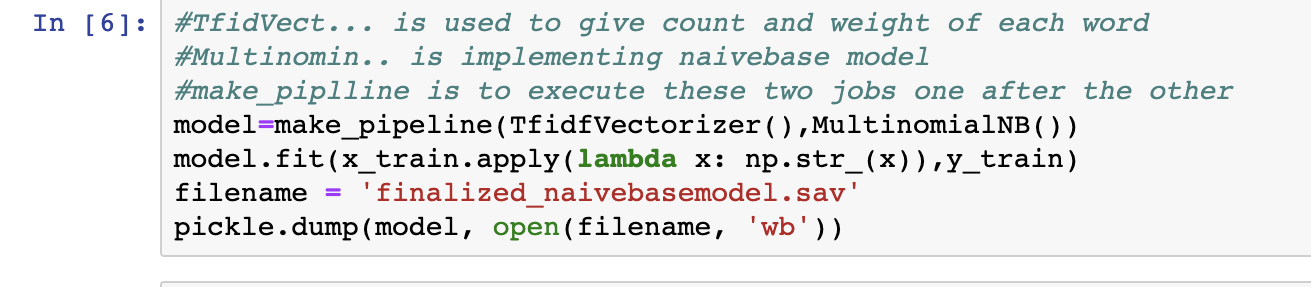 In [6]: #TfidVect... is used to give count and weight of each word
#Multinomin.. is implementing naivebase model
#make_piplline is to execute these two jobs one after the other
model=make_pipeline(TfidfVectorizer(),MultinomialNB())
model.fit(x_train.apply(lambda x: np.str_(x)),y_train)
filename = 'finalized_naivebasemodel.sav'
pickle.dump(model, open(filename, 'wb'))